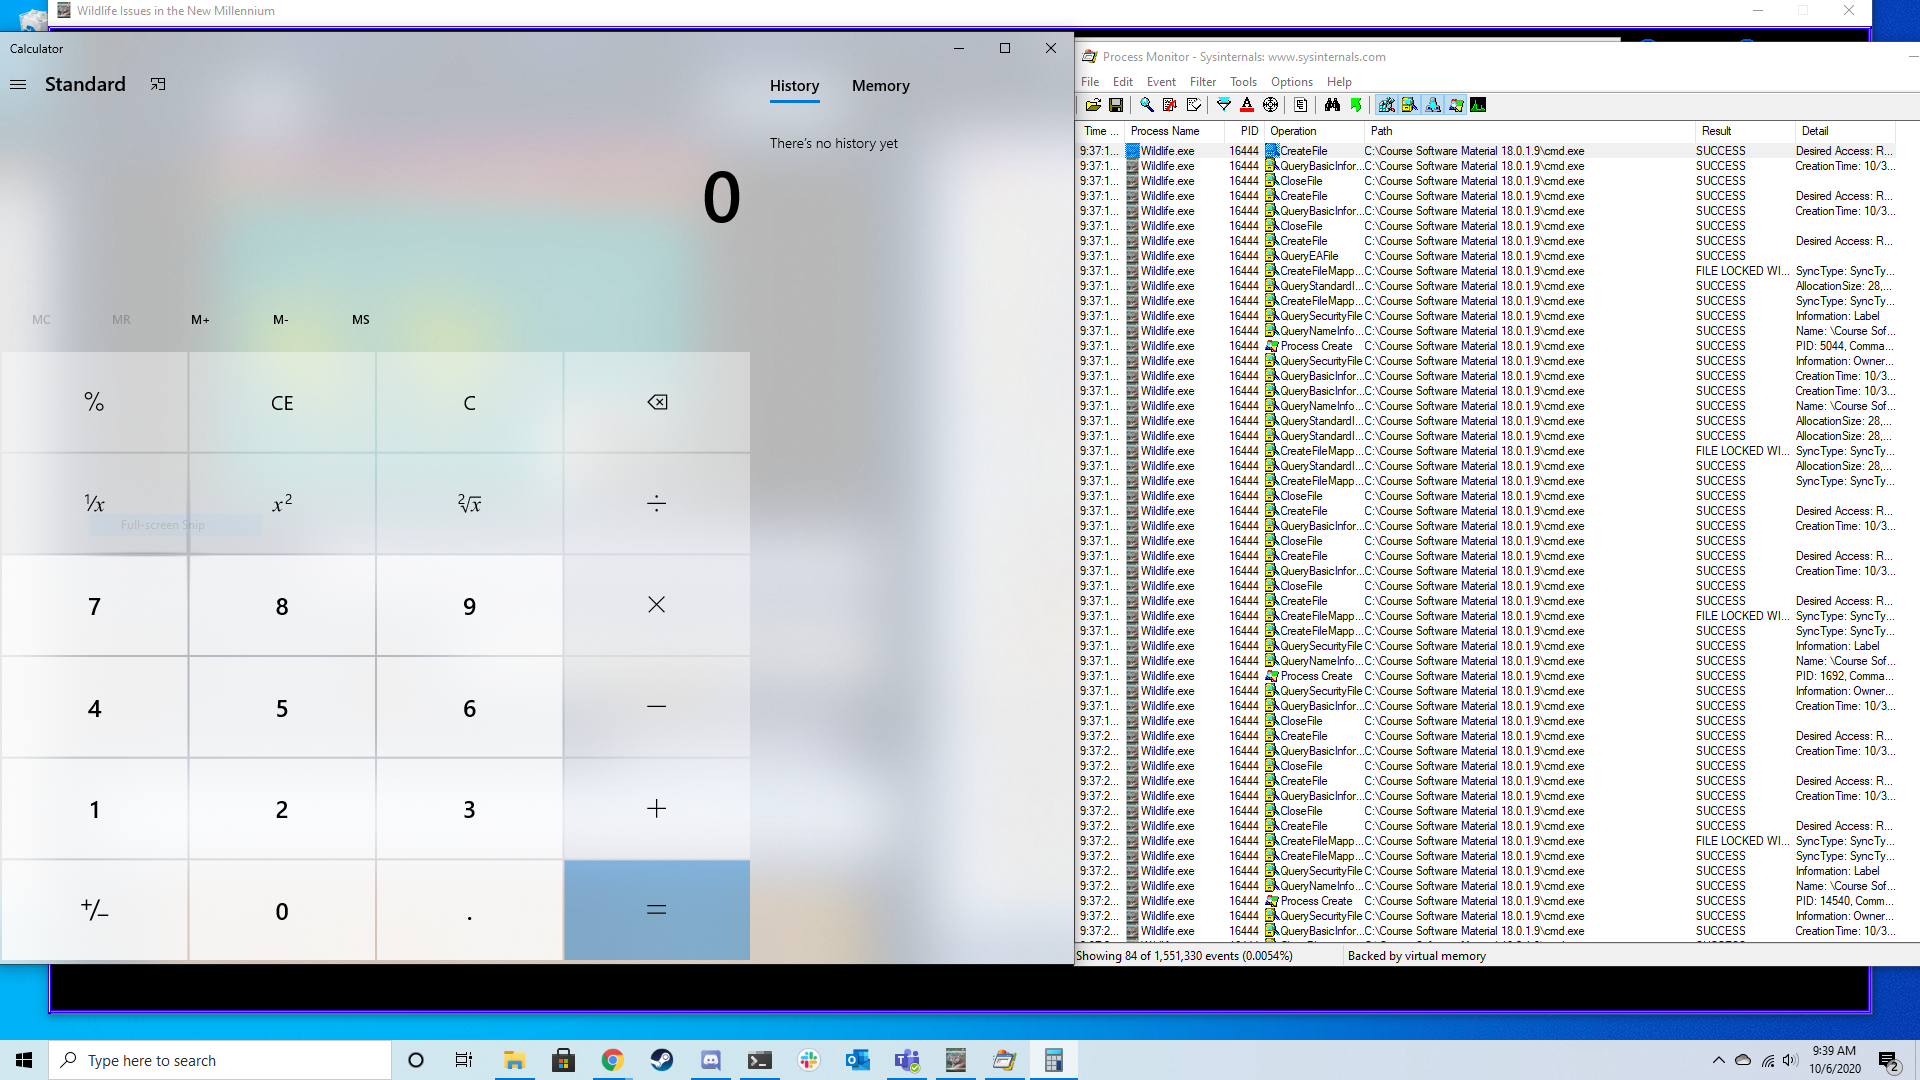 Wildlife Issues in the New Millennium
Calculator
Standard
History Memory
There's no history yet
0
MC MR M+ M- MS
% CE C
¹⁄x x² ²√x ÷
Full-screen Snip
7 8 9 ×
4 5 6 −
1 2 3 +
+/− 0 . =
Process Monitor - Sysinternals: www.sysinternals.com
File Edit Event Filter Tools Options Help
Time ... Process Name PID Operation Path Result Detail
9:37:1... Wildlife.exe 16444 CreateFile C:\Course Software Material 18.0.1.9\cmd.exe SUCCESS Desired Access: R...
9:37:1... Wildlife.exe 16444 QueryBasicInfor... C:\Course Software Material 18.0.1.9\cmd.exe SUCCESS CreationTime: 10/3...
9:37:1... Wildlife.exe 16444 CloseFile C:\Course Software Material 18.0.1.9\cmd.exe SUCCESS
9:37:1... Wildlife.exe 16444 CreateFile C:\Course Software Material 18.0.1.9\cmd.exe SUCCESS Desired Access: R...
9:37:1... Wildlife.exe 16444 QueryBasicInfor... C:\Course Software Material 18.0.1.9\cmd.exe SUCCESS CreationTime: 10/3...
9:37:1... Wildlife.exe 16444 CloseFile C:\Course Software Material 18.0.1.9\cmd.exe SUCCESS
9:37:1... Wildlife.exe 16444 CreateFile C:\Course Software Material 18.0.1.9\cmd.exe SUCCESS Desired Access: R...
9:37:1... Wildlife.exe 16444 QueryEAFile C:\Course Software Material 18.0.1.9\cmd.exe SUCCESS
9:37:1... Wildlife.exe 16444 CreateFileMapp... C:\Course Software Material 18.0.1.9\cmd.exe FILE LOCKED WI... SyncType: SyncTy...
9:37:1... Wildlife.exe 16444 QueryStandardI... C:\Course Software Material 18.0.1.9\cmd.exe SUCCESS AllocationSize: 28,...
9:37:1... Wildlife.exe 16444 CreateFileMapp... C:\Course Software Material 18.0.1.9\cmd.exe SUCCESS SyncType: SyncTy...
9:37:1... Wildlife.exe 16444 QuerySecurityFile C:\Course Software Material 18.0.1.9\cmd.exe SUCCESS Information: Label
9:37:1... Wildlife.exe 16444 QueryNameInfo... C:\Course Software Material 18.0.1.9\cmd.exe SUCCESS Name: \Course Sof...
9:37:1... Wildlife.exe 16444 Process Create C:\Course Software Material 18.0.1.9\cmd.exe SUCCESS PID: 5044, Comma...
9:37:1... Wildlife.exe 16444 QuerySecurityFile C:\Course Software Material 18.0.1.9\cmd.exe SUCCESS Information: Owner...
9:37:1... Wildlife.exe 16444 QueryBasicInfor... C:\Course Software Material 18.0.1.9\cmd.exe SUCCESS CreationTime: 10/3...
9:37:1... Wildlife.exe 16444 QueryBasicInfor... C:\Course Software Material 18.0.1.9\cmd.exe SUCCESS CreationTime: 10/3...
9:37:1... Wildlife.exe 16444 QueryNameInfo... C:\Course Software Material 18.0.1.9\cmd.exe SUCCESS Name: \Course Sof...
9:37:1... Wildlife.exe 16444 QueryStandardI... C:\Course Software Material 18.0.1.9\cmd.exe SUCCESS AllocationSize: 28,...
9:37:1... Wildlife.exe 16444 QueryStandardI... C:\Course Software Material 18.0.1.9\cmd.exe SUCCESS AllocationSize: 28,...
9:37:1... Wildlife.exe 16444 CreateFileMapp... C:\Course Software Material 18.0.1.9\cmd.exe FILE LOCKED WI... SyncType: SyncTy...
9:37:1... Wildlife.exe 16444 QueryStandardI... C:\Course Software Material 18.0.1.9\cmd.exe SUCCESS AllocationSize: 28,...
9:37:1... Wildlife.exe 16444 CreateFileMapp... C:\Course Software Material 18.0.1.9\cmd.exe SUCCESS SyncType: SyncTy...
9:37:1... Wildlife.exe 16444 CloseFile C:\Course Software Material 18.0.1.9\cmd.exe SUCCESS
9:37:1... Wildlife.exe 16444 CreateFile C:\Course Software Material 18.0.1.9\cmd.exe SUCCESS Desired Access: R...
9:37:1... Wildlife.exe 16444 QueryBasicInfor... C:\Course Software Material 18.0.1.9\cmd.exe SUCCESS CreationTime: 10/3...
9:37:1... Wildlife.exe 16444 CloseFile C:\Course Software Material 18.0.1.9\cmd.exe SUCCESS
9:37:1... Wildlife.exe 16444 CreateFile C:\Course Software Material 18.0.1.9\cmd.exe SUCCESS Desired Access: R...
9:37:1... Wildlife.exe 16444 QueryBasicInfor... C:\Course Software Material 18.0.1.9\cmd.exe SUCCESS CreationTime: 10/3...
9:37:1... Wildlife.exe 16444 CloseFile C:\Course Software Material 18.0.1.9\cmd.exe SUCCESS
9:37:1... Wildlife.exe 16444 CreateFile C:\Course Software Material 18.0.1.9\cmd.exe SUCCESS Desired Access: R...
9:37:1... Wildlife.exe 16444 CreateFileMapp... C:\Course Software Material 18.0.1.9\cmd.exe FILE LOCKED WI... SyncType: SyncTy...
9:37:1... Wildlife.exe 16444 CreateFileMapp... C:\Course Software Material 18.0.1.9\cmd.exe SUCCESS SyncType: SyncTy...
9:37:1... Wildlife.exe 16444 QuerySecurityFile C:\Course Software Material 18.0.1.9\cmd.exe SUCCESS Information: Label
9:37:1... Wildlife.exe 16444 QueryNameInfo... C:\Course Software Material 18.0.1.9\cmd.exe SUCCESS Name: \Course Sof...
9:37:1... Wildlife.exe 16444 Process Create C:\Course Software Material 18.0.1.9\cmd.exe SUCCESS PID: 1692, Comma...
9:37:1... Wildlife.exe 16444 QuerySecurityFile C:\Course Software Material 18.0.1.9\cmd.exe SUCCESS Information: Owner...
9:37:1... Wildlife.exe 16444 QueryBasicInfor... C:\Course Software Material 18.0.1.9\cmd.exe SUCCESS CreationTime: 10/3...
9:37:1... Wildlife.exe 16444 CloseFile C:\Course Software Material 18.0.1.9\cmd.exe SUCCESS
9:37:2... Wildlife.exe 16444 CreateFile C:\Course Software Material 18.0.1.9\cmd.exe SUCCESS Desired Access: R...
9:37:2... Wildlife.exe 16444 QueryBasicInfor... C:\Course Software Material 18.0.1.9\cmd.exe SUCCESS CreationTime: 10/3...
9:37:2... Wildlife.exe 16444 CloseFile C:\Course Software Material 18.0.1.9\cmd.exe SUCCESS
9:37:2... Wildlife.exe 16444 CreateFile C:\Course Software Material 18.0.1.9\cmd.exe SUCCESS Desired Access: R...
9:37:2... Wildlife.exe 16444 QueryBasicInfor... C:\Course Software Material 18.0.1.9\cmd.exe SUCCESS CreationTime: 10/3...
9:37:2... Wildlife.exe 16444 CloseFile C:\Course Software Material 18.0.1.9\cmd.exe SUCCESS
9:37:2... Wildlife.exe 16444 CreateFile C:\Course Software Material 18.0.1.9\cmd.exe SUCCESS Desired Access: R...
9:37:2... Wildlife.exe 16444 CreateFileMapp... C:\Course Software Material 18.0.1.9\cmd.exe FILE LOCKED WI... SyncType: SyncTy...
9:37:2... Wildlife.exe 16444 CreateFileMapp... C:\Course Software Material 18.0.1.9\cmd.exe SUCCESS SyncType: SyncTy...
9:37:2... Wildlife.exe 16444 QuerySecurityFile C:\Course Software Material 18.0.1.9\cmd.exe SUCCESS Information: Label
9:37:2... Wildlife.exe 16444 QueryNameInfo... C:\Course Software Material 18.0.1.9\cmd.exe SUCCESS Name: \Course Sof...
9:37:2... Wildlife.exe 16444 Process Create C:\Course Software Material 18.0.1.9\cmd.exe SUCCESS PID: 14540, Comm...
9:37:2... Wildlife.exe 16444 QuerySecurityFile C:\Course Software Material 18.0.1.9\cmd.exe SUCCESS Information: Owner...
9:37:2... Wildlife.exe 16444 QueryBasicInfor... C:\Course Software Material 18.0.1.9\cmd.exe SUCCESS CreationTime: 10/3...
Showing 84 of 1,551,330 events (0.0054%) Backed by virtual memory
Type here to search
9:39 AM
10/6/2020
2